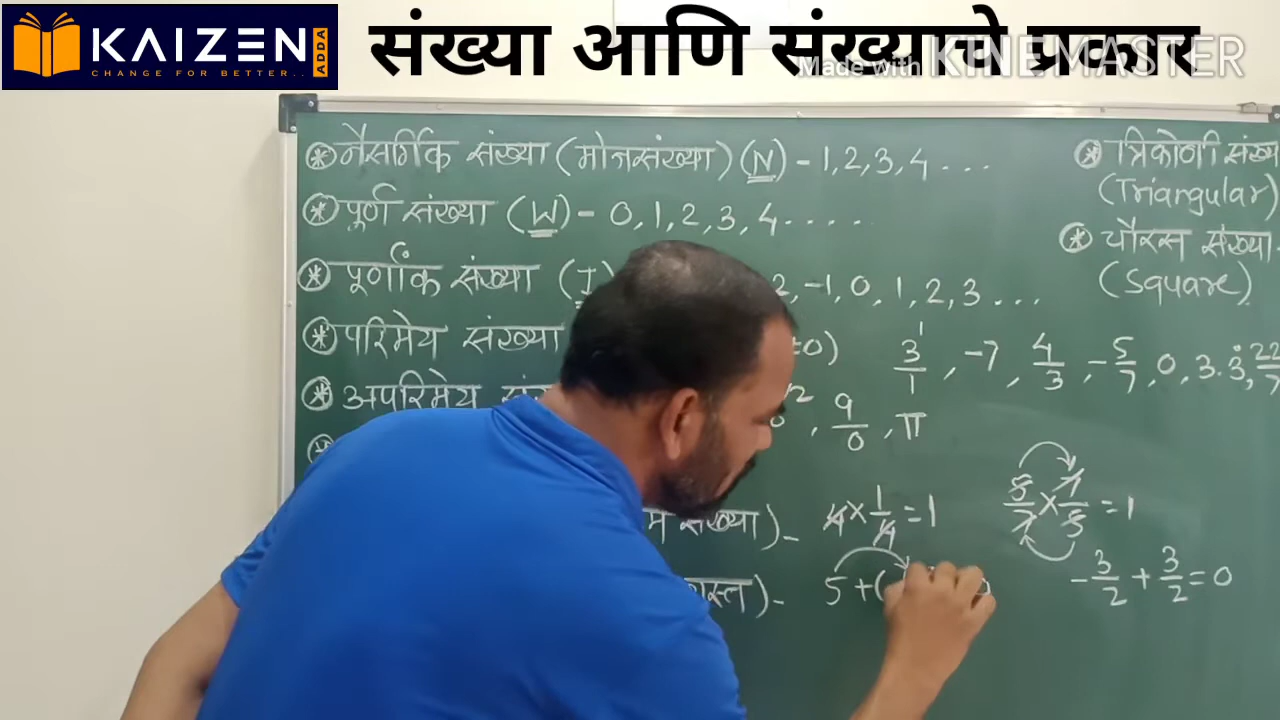 KAIZEN ADDA
CHANGE FOR BETTER..
संख्या आणि संख्याचे प्रकार
Made with KINEMASTER
नैसर्गिक संख्या (मोजसंख्या) (N) - 1, 2, 3, 4 ...
पूर्ण संख्या (W) - 0, 1, 2, 3, 4 .....
पूर्णांक संख्या (I) 2, -1, 0, 1, 2, 3 ...
परिमेय संख्या ≠0) 3/1, -7, 4/3, -5/7, 0, 3.3̇, 22/7
अपरिमेय 9/0, π
संख्या) - 4 × 1/4 = 1 8/7 × 7/8 = 1
व्यस्त) - 5 + ( -3/2 + 3/2 = 0
त्रिकोणी संख्य
(Triangular)
चौरस संख्या
(Square)